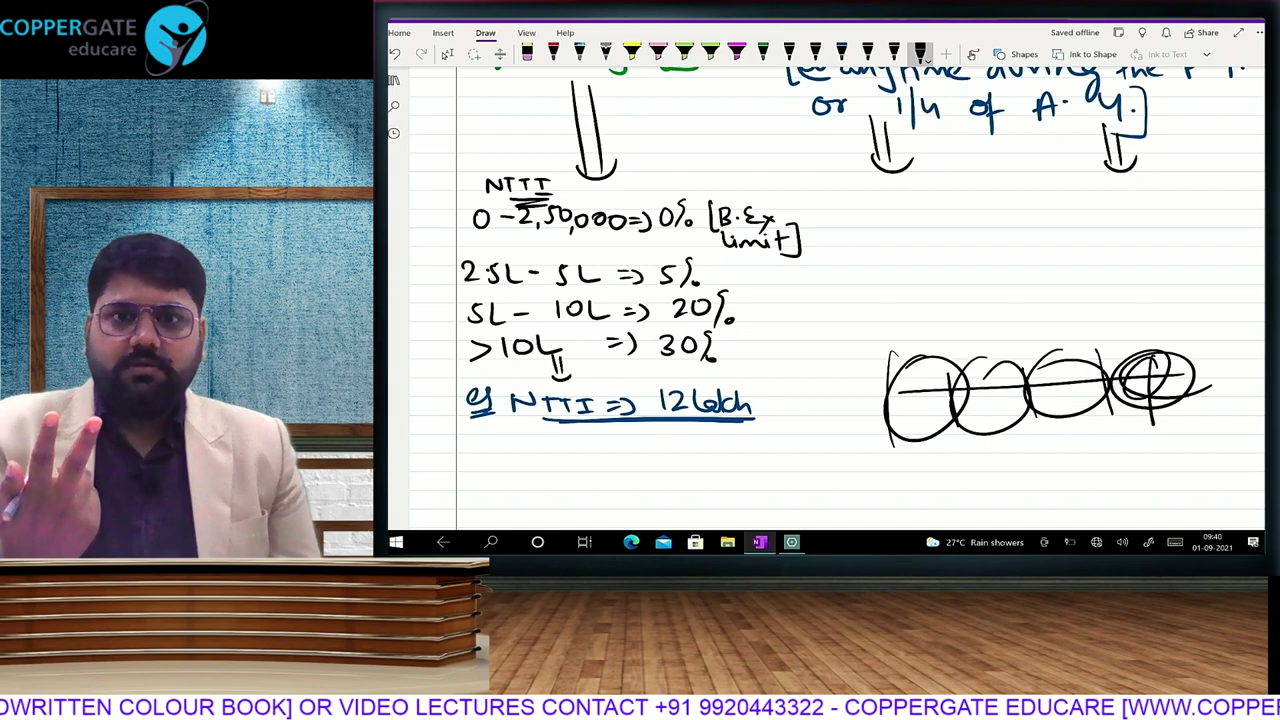 COPPERGATE
educare
Home Insert Draw View Help
Saved offline Share
Shapes Ink to Shape Ink to Text
during the
or 1/4 of A. Y.]
NTTI
0 - 2,50,000 => 0% [B. Ex
limit]
2.5L - 5L => 5%
5L - 10L => 20%
>10L => 30%
eg NTTI => 12 Lakh
27°C Rain showers
09:40
01-09-2021
DWRITTEN COLOUR BOOK] OR VIDEO LECTURES CONTACT +91 9920443322 - COPPERGATE EDUCARE [WWW.COPPER